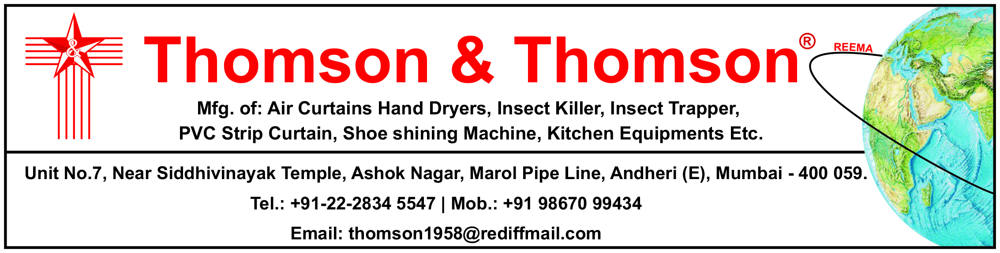 &
Thomson & Thomson®
REEMA
Mfg. of: Air Curtains Hand Dryers, Insect Killer, Insect Trapper,
PVC Strip Curtain, Shoe shining Machine, Kitchen Equipments Etc.
Unit No.7, Near Siddhivinayak Temple, Ashok Nagar, Marol Pipe Line, Andheri (E), Mumbai - 400 059.
Tel.: +91-22-2834 5547 | Mob.: +91 98670 99434
Email: thomson1958@rediffmail.com